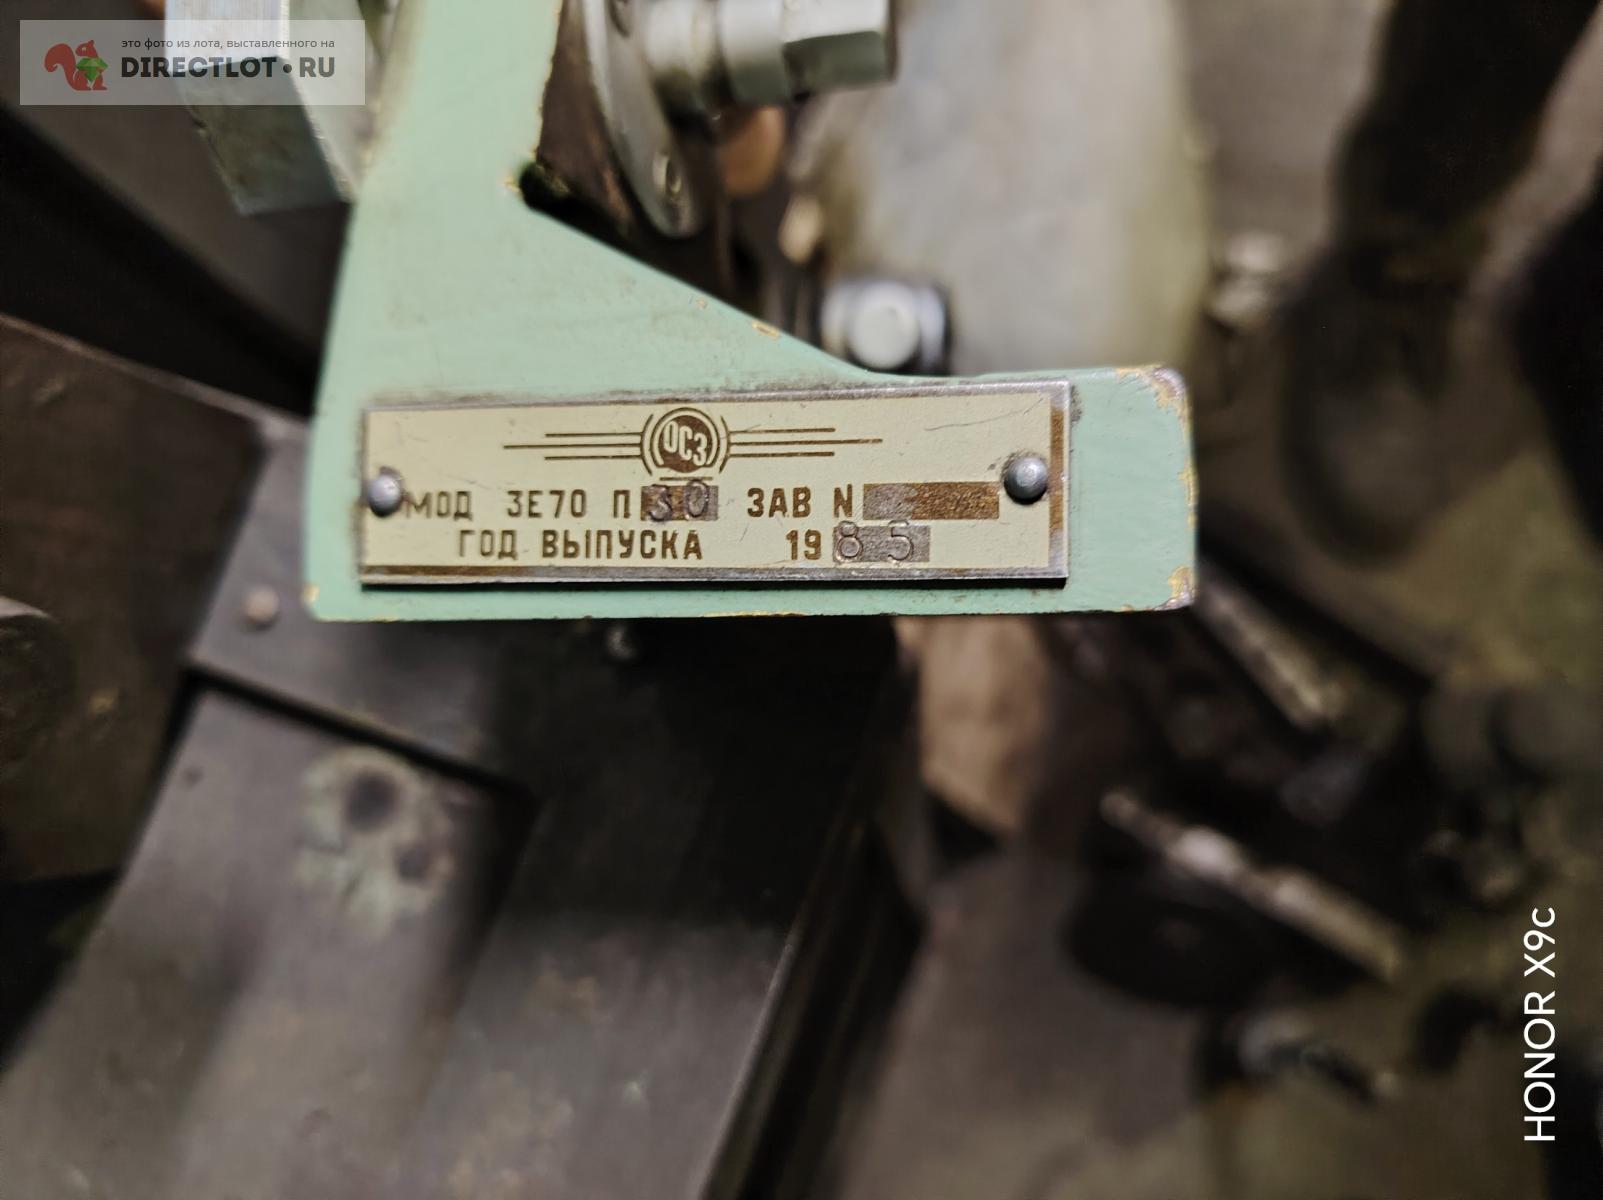 это фото из лота, выставленного на
DIRECTLOT.RU
ОСЗ
МОД 3Е70 П 30 ЗАВ N
ГОД ВЫПУСКА 1985
HONOR X9c